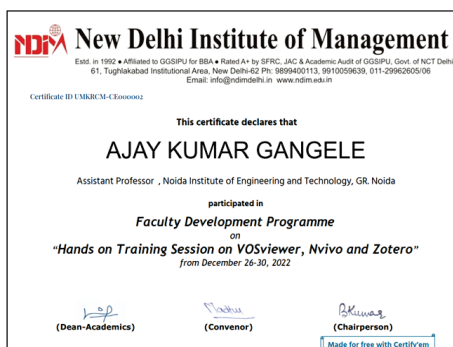 NDIM New Delhi Institute of Management
Estd. in 1992 ● Affiliated to GGSIPU for BBA ● Rated A+ by SFRC, JAC & Academic Audit of GGSIPU, Govt. of NCT Delhi
61, Tughlakabad Institutional Area, New Delhi-62 Ph: 9899400113, 9910059639, 011-29962605/06
Email: info@ndimdelhi.in www.ndim.edu.in
Certificate ID UMKRCM-CE000002
This certificate declares that
AJAY KUMAR GANGELE
Assistant Professor , Noida Institute of Engineering and Technology, GR. Noida
participated in
Faculty Development Programme
on
“Hands on Training Session on VOSviewer, Nvivo and Zotero”
from December 26-30, 2022
Madhu BKumar
(Dean-Academics) (Convenor) (Chairperson)
Made for free with Certify'em